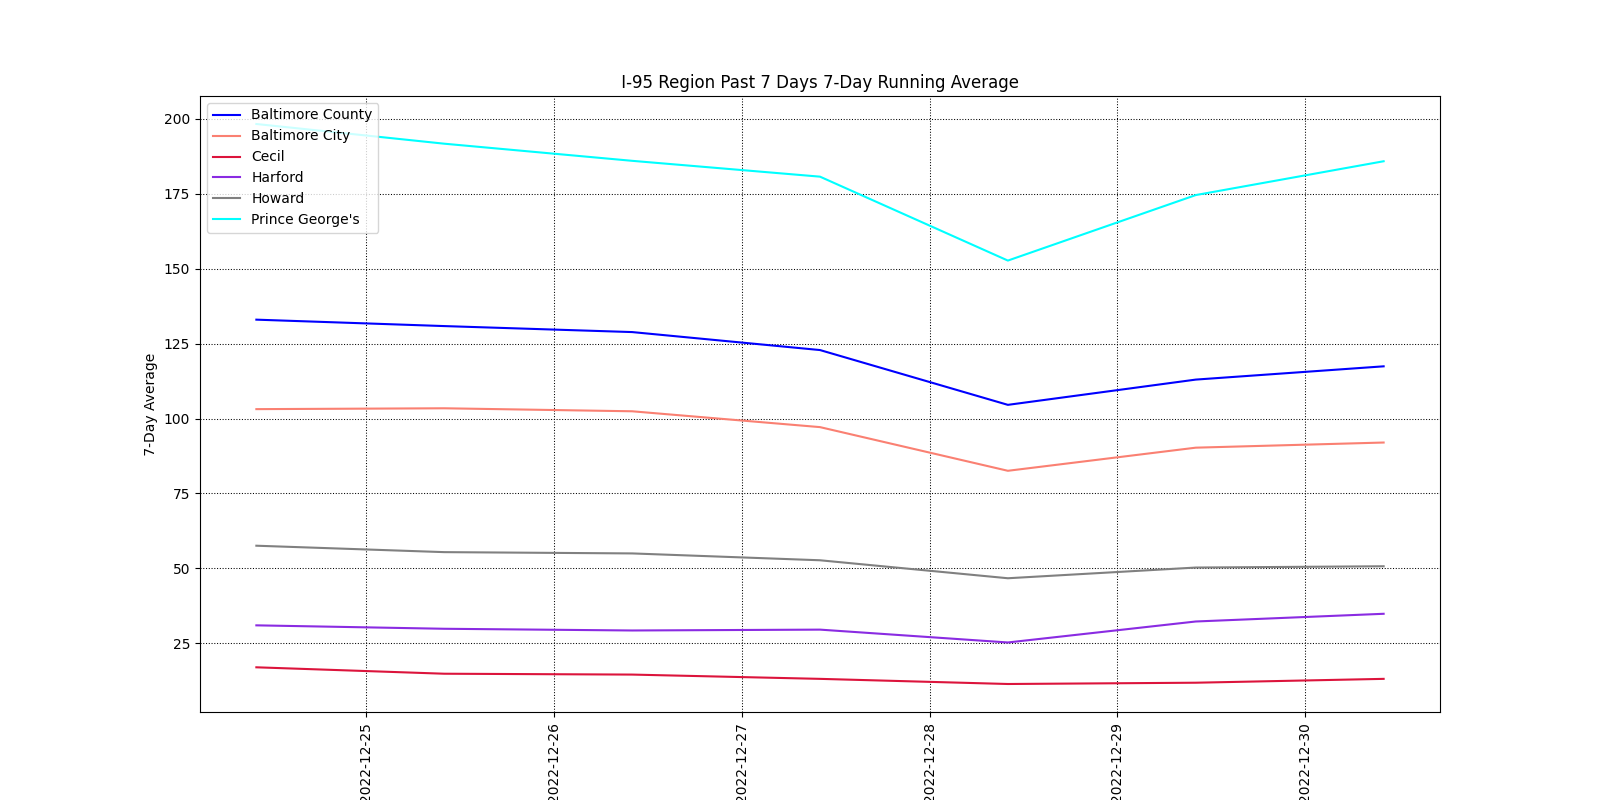 I-95 Region Past 7 Days 7-Day Running Average
Baltimore County
Baltimore City
Cecil
Harford
Howard
Prince George's
7-Day Average
200
175
150
125
100
75
50
25
2022-12-25
2022-12-26
2022-12-27
2022-12-28
2022-12-29
2022-12-30